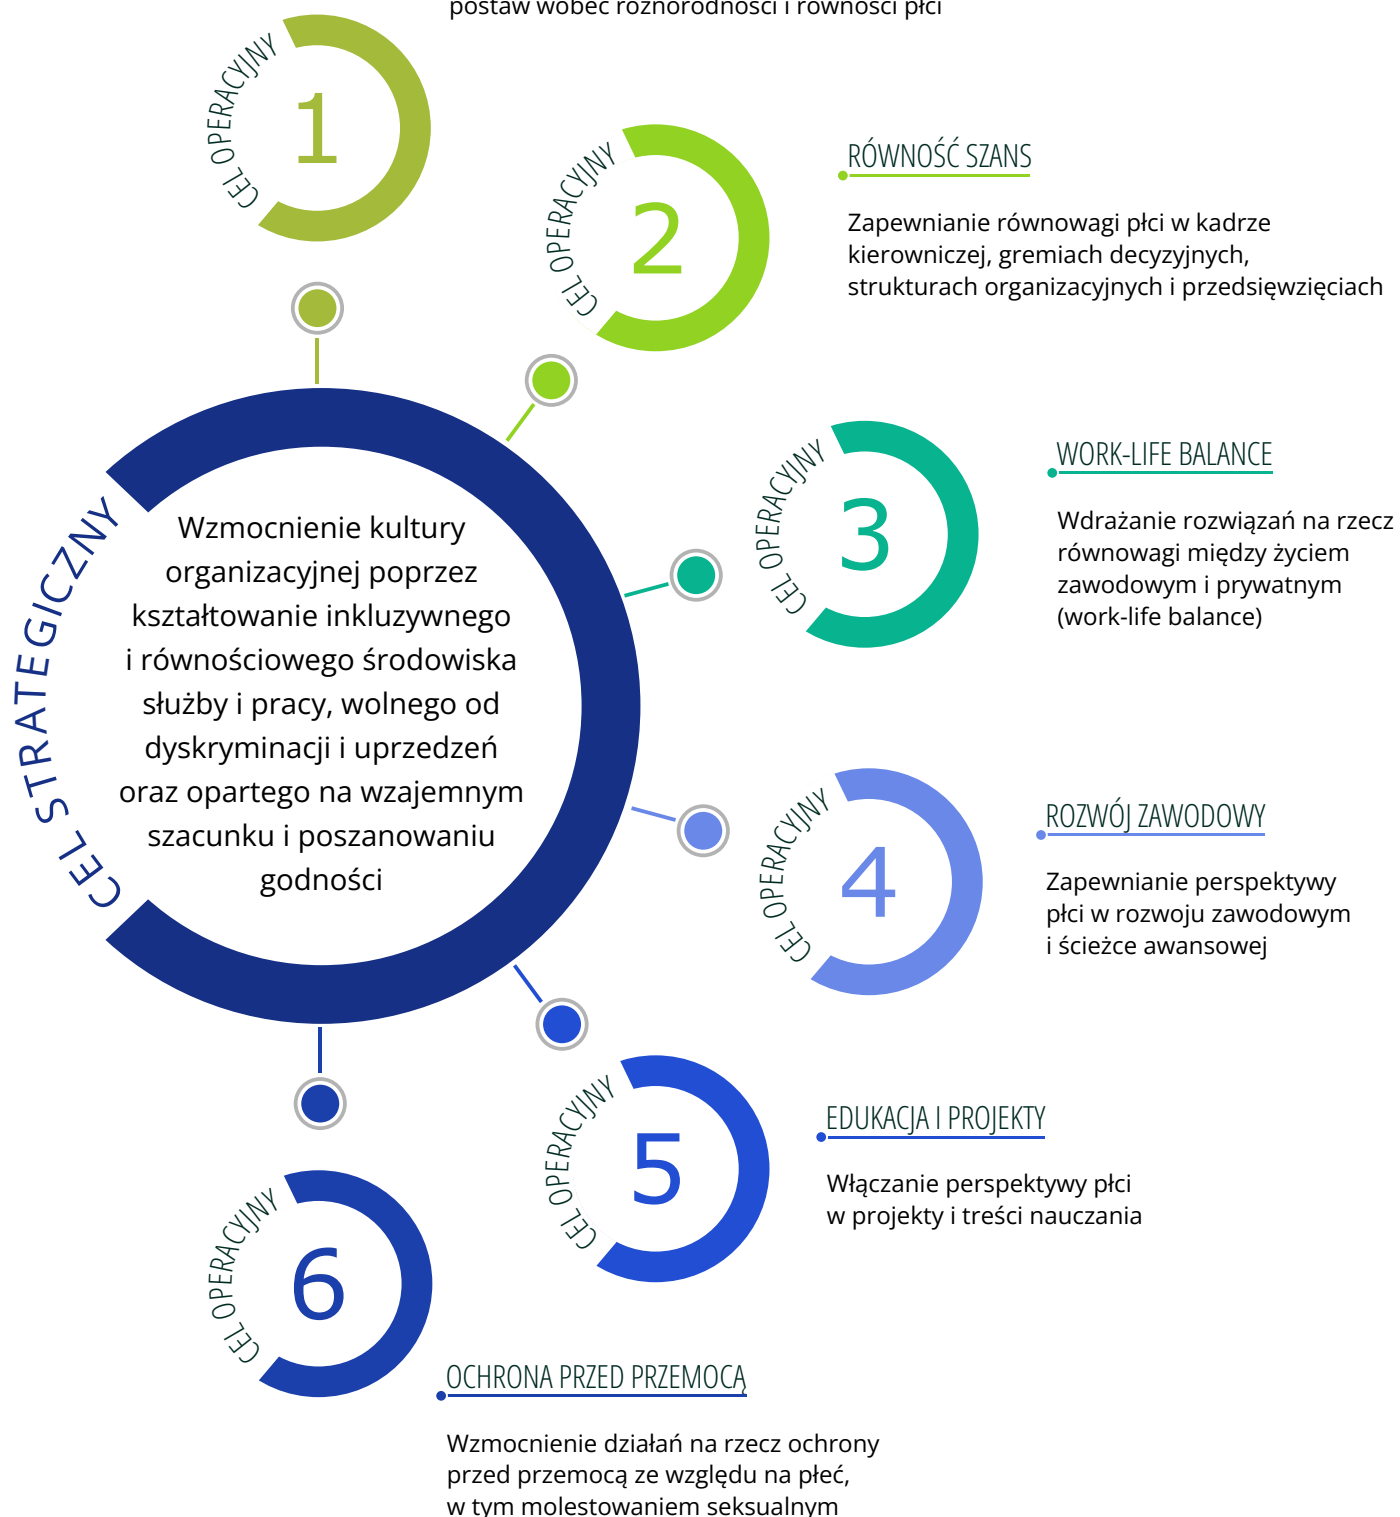 postaw wobec różnorodności i równości płci
CEL OPERACYJNY
1
CEL OPERACYJNY
2
RÓWNOŚĆ SZANS
Zapewnianie równowagi płci w kadrze
kierowniczej, gremiach decyzyjnych,
strukturach organizacyjnych i przedsięwzięciach
CEL OPERACYJNY
3
WORK-LIFE BALANCE
Wdrażanie rozwiązań na rzecz
równowagi między życiem
zawodowym i prywatnym
(work-life balance)
CEL STRATEGICZNY
Wzmocnienie kultury
organizacyjnej poprzez
kształtowanie inkluzywnego
i równościowego środowiska
służby i pracy, wolnego od
dyskryminacji i uprzedzeń
oraz opartego na wzajemnym
szacunku i poszanowaniu
godności
CEL OPERACYJNY
4
ROZWÓJ ZAWODOWY
Zapewnianie perspektywy
płci w rozwoju zawodowym
i ścieżce awansowej
CEL OPERACYJNY
5
EDUKACJA I PROJEKTY
Włączanie perspektywy płci
w projekty i treści nauczania
CEL OPERACYJNY
6
OCHRONA PRZED PRZEMOCĄ
Wzmocnienie działań na rzecz ochrony
przed przemocą ze względu na płeć,
w tym molestowaniem seksualnym